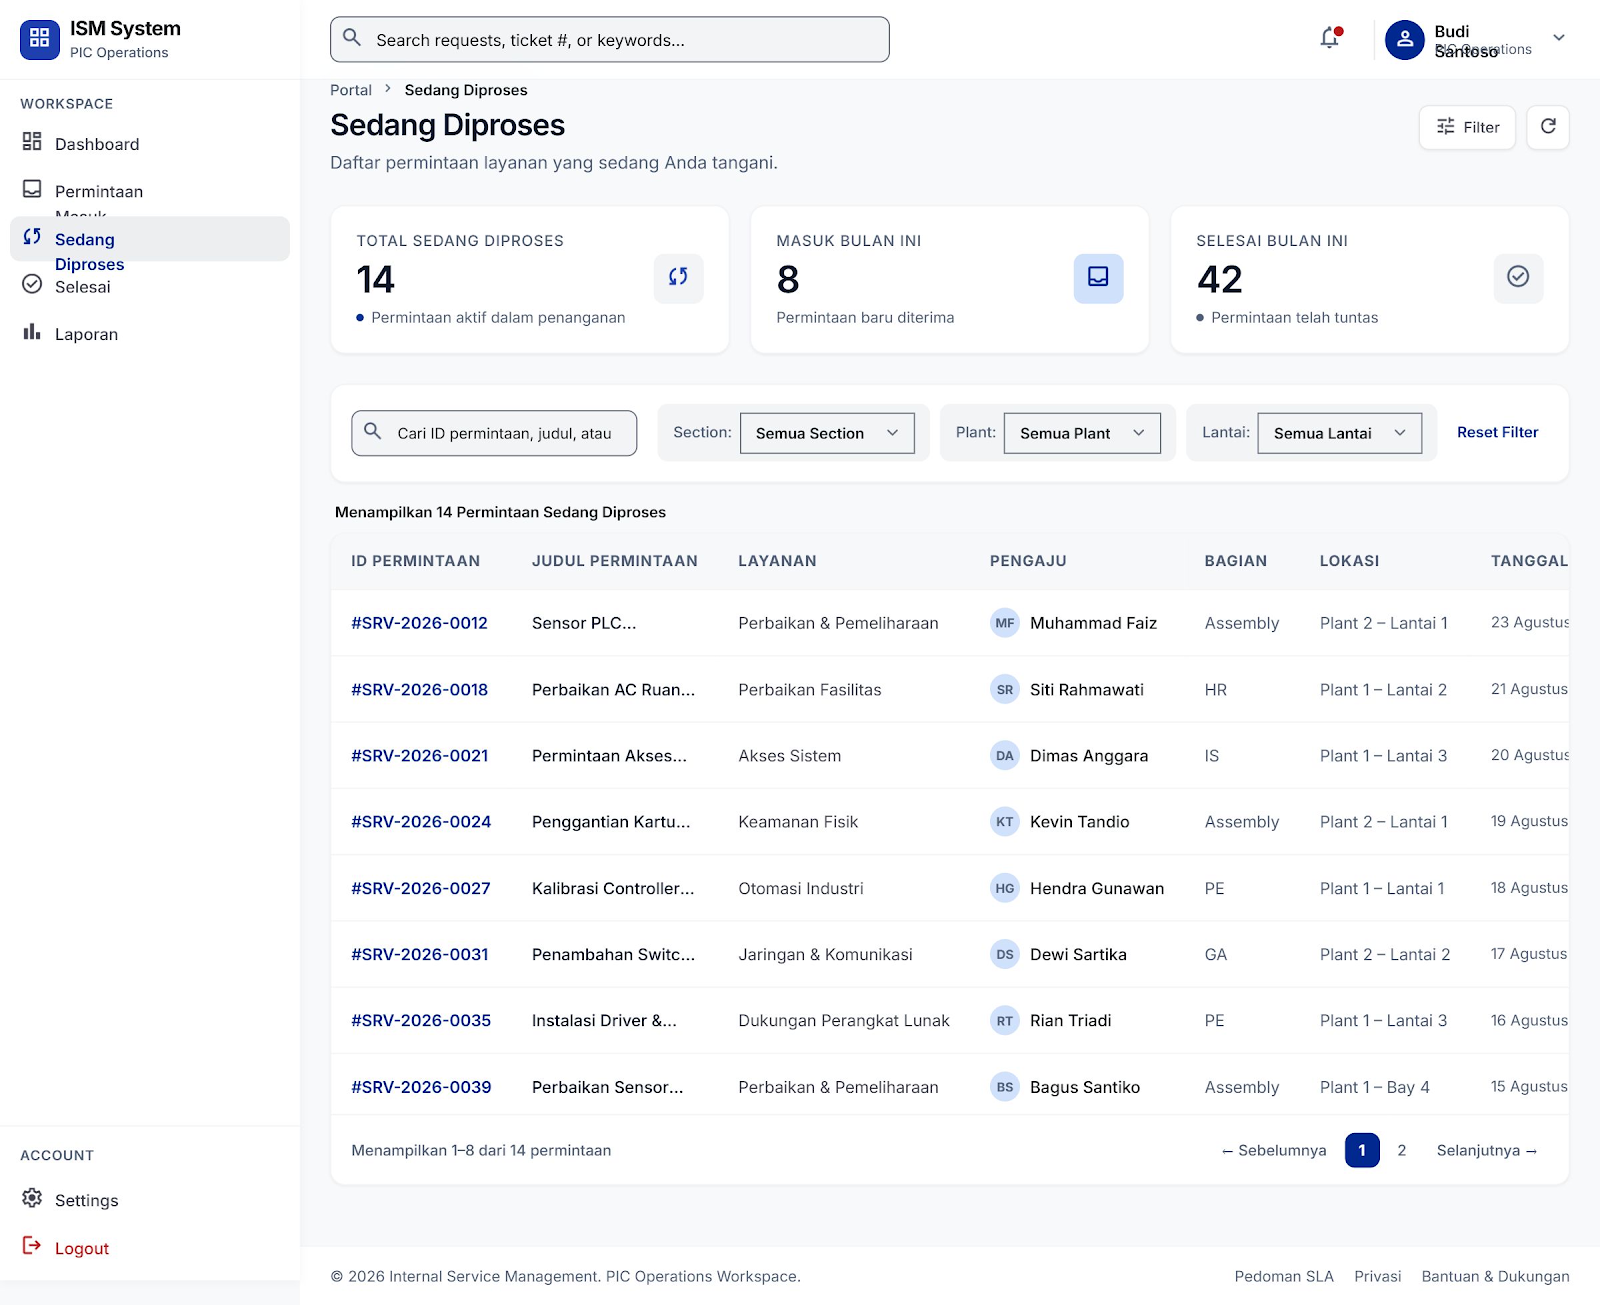 ISM System
PIC Operations
Search requests, ticket #, or keywords...
Budi
Santoso
PIC Operations
WORKSPACE
Dashboard
Permintaan
Masuk
Sedang
Diproses
Selesai
Laporan
ACCOUNT
Settings
Logout
Portal > Sedang Diproses
Sedang Diproses
Daftar permintaan layanan yang sedang Anda tangani.
Filter
TOTAL SEDANG DIPROSES
14
Permintaan aktif dalam penanganan
MASUK BULAN INI
8
Permintaan baru diterima
SELESAI BULAN INI
42
Permintaan telah tuntas
Cari ID permintaan, judul, atau
Section: Semua Section
Plant: Semua Plant
Lantai: Semua Lantai
Reset Filter
Menampilkan 14 Permintaan Sedang Diproses
ID PERMINTAAN JUDUL PERMINTAAN LAYANAN PENGAJU BAGIAN LOKASI TANGGAL
#SRV-2026-0012 Sensor PLC... Perbaikan & Pemeliharaan MF Muhammad Faiz Assembly Plant 2 – Lantai 1 23 Agustus
#SRV-2026-0018 Perbaikan AC Ruan... Perbaikan Fasilitas SR Siti Rahmawati HR Plant 1 – Lantai 2 21 Agustus
#SRV-2026-0021 Permintaan Akses... Akses Sistem DA Dimas Anggara IS Plant 1 – Lantai 3 20 Agustus
#SRV-2026-0024 Penggantian Kartu... Keamanan Fisik KT Kevin Tandio Assembly Plant 2 – Lantai 1 19 Agustus
#SRV-2026-0027 Kalibrasi Controller... Otomasi Industri HG Hendra Gunawan PE Plant 1 – Lantai 1 18 Agustus
#SRV-2026-0031 Penambahan Switc... Jaringan & Komunikasi DS Dewi Sartika GA Plant 2 – Lantai 2 17 Agustus
#SRV-2026-0035 Instalasi Driver &... Dukungan Perangkat Lunak RT Rian Triadi PE Plant 1 – Lantai 3 16 Agustus
#SRV-2026-0039 Perbaikan Sensor... Perbaikan & Pemeliharaan BS Bagus Santiko Assembly Plant 1 – Bay 4 15 Agustus
Menampilkan 1–8 dari 14 permintaan
← Sebelumnya 1 2 Selanjutnya →
© 2026 Internal Service Management. PIC Operations Workspace.
Pedoman SLA Privasi Bantuan & Dukungan